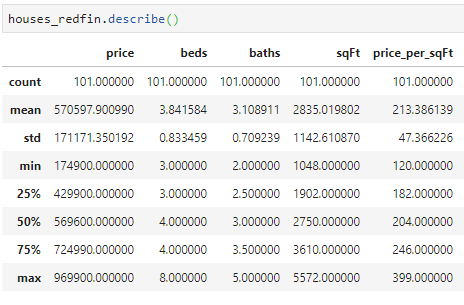 houses_redfin.describe()
price beds baths sqFt price_per_sqFt
count 101.000000 101.000000 101.000000 101.000000 101.000000
mean 570597.900990 3.841584 3.108911 2835.019802 213.386139
std 171171.350192 0.833459 0.709239 1142.610870 47.366226
min 174900.000000 3.000000 2.000000 1048.000000 120.000000
25% 429900.000000 3.000000 2.500000 1902.000000 182.000000
50% 569600.000000 4.000000 3.000000 2750.000000 204.000000
75% 724990.000000 4.000000 3.500000 3610.000000 246.000000
max 969900.000000 8.000000 5.000000 5572.000000 399.000000